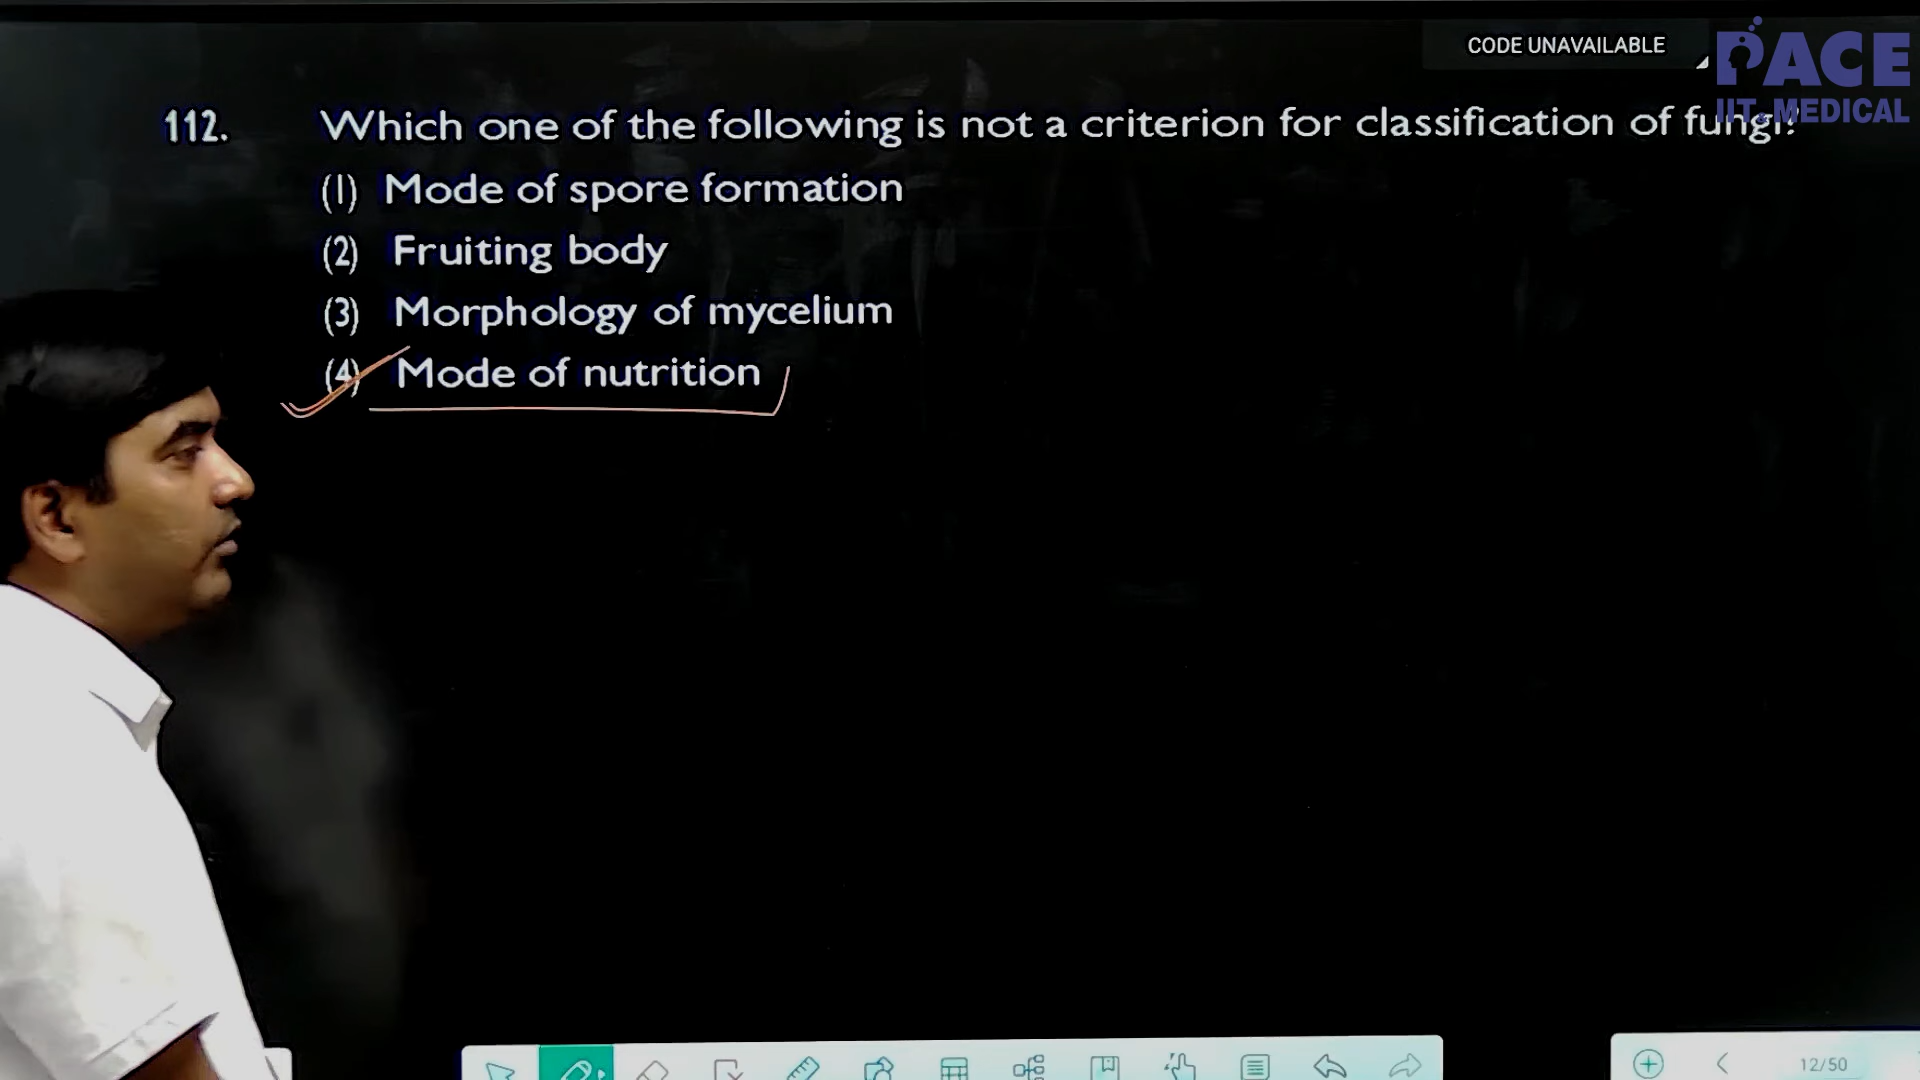 CODE UNAVAILABLE
PACE
IIT & MEDICAL
112. Which one of the following is not a criterion for classification of fungi?
(1) Mode of spore formation
(2) Fruiting body
(3) Morphology of mycelium
(4) Mode of nutrition
12/50